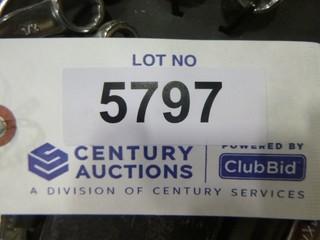 LOT NO
5797
CENTURY AUCTIONS
POWERED BY
ClubBid
A DIVISION OF CENTURY SERVICES